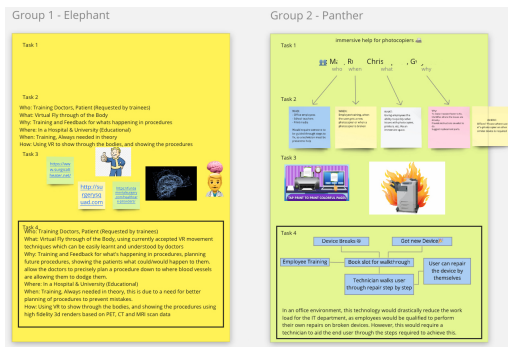 Group 1 - Elephant
Task 1
Task 2
Who: Training Doctors, Patient (Requested by trainees)
What: Virtual Fly through of the Body
Why: Training and Feedback for whats happening in procedures
Where: In a Hospital & University (Educational)
When: Training, Always needed in theory
How: Using VR to show through the bodies, and showing the procedures
Task 3
Task 4
Who: Training Doctors, Patient (Requested by trainees)
What: Virtual Fly through of the Body, using currently accepted VR movement
techniques which can be easily learnt and understood by doctors
Why: Training and Feedback for what's happening in procedures, planning
future procedures, showing the patients what could/would happen to them.
allow the doctors to precisely plan a procedure down to where blood vessels
are allowing them to dodge them.
Where: In a Hospital & University (Educational)
When: Training, Always needed in theory, this is due to a need for better
planning of procedures to prevent mistakes.
How: Using VR to show through the bodies, and showing the procedures using
high fidelity 3d renders based on PET, CT and MRI scan data
Group 2 - Panther
Task 1
immersive help for photocopiers
Chris
who when what why
Task 2
Task 3
Task 4
Device Breaks
Got new Device
Employee Training
Book slot for walkthrough
Technician walks user
through repair step by step
User can repair
the device by
themselves
In an office environment, this technology would drastically reduce the work
load for the IT department, as employees would be qualified to perform
their own repairs on broken devices. However, this would require a
technician to aid the end user through the steps required to achieve this.